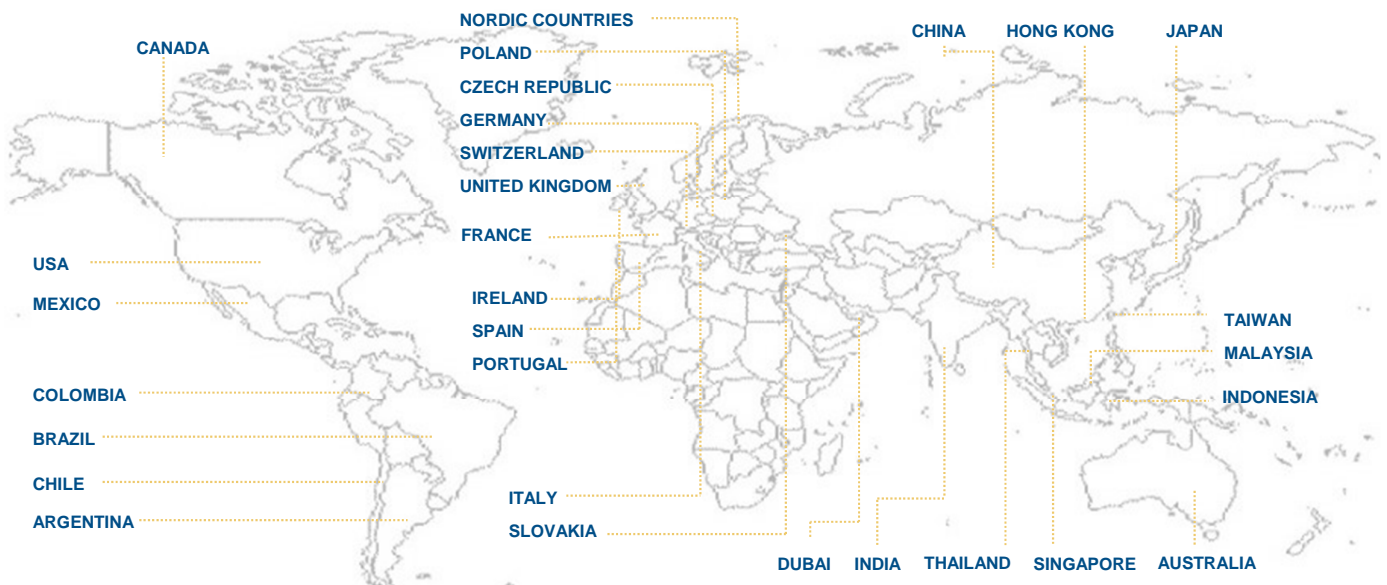 NORDIC COUNTRIES
CANADA
POLAND
CHINA
HONG KONG
JAPAN
CZECH REPUBLIC
GERMANY
SWITZERLAND
UNITED KINGDOM
FRANCE
USA
IRELAND
MEXICO
SPAIN
TAIWAN
PORTUGAL
MALAYSIA
COLOMBIA
INDONESIA
BRAZIL
CHILE
ITALY
ARGENTINA
SLOVAKIA
DUBAI
INDIA
THAILAND
SINGAPORE
AUSTRALIA